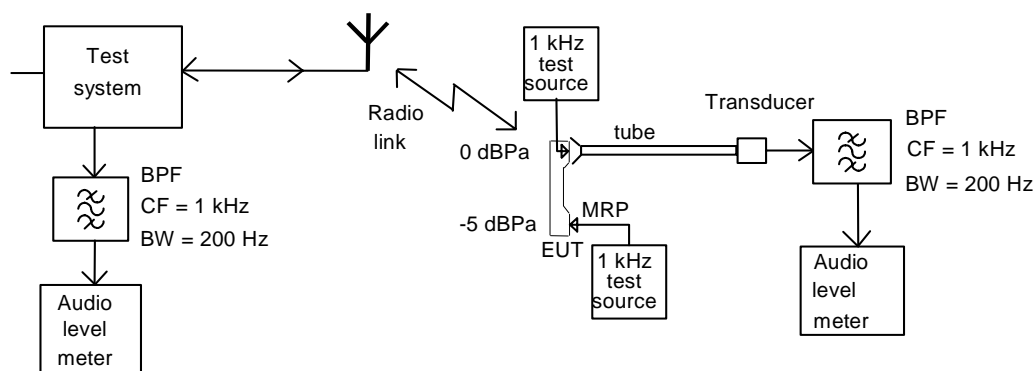 Test
system
BPF
CF = 1 kHz
BW = 200 Hz
Audio
level
meter
Radio
link
1 kHz
test
source
0 dBPa
tube
Transducer
-5 dBPa
MRP
EUT
1 kHz
test
source
BPF
CF = 1 kHz
BW = 200 Hz
Audio
level
meter